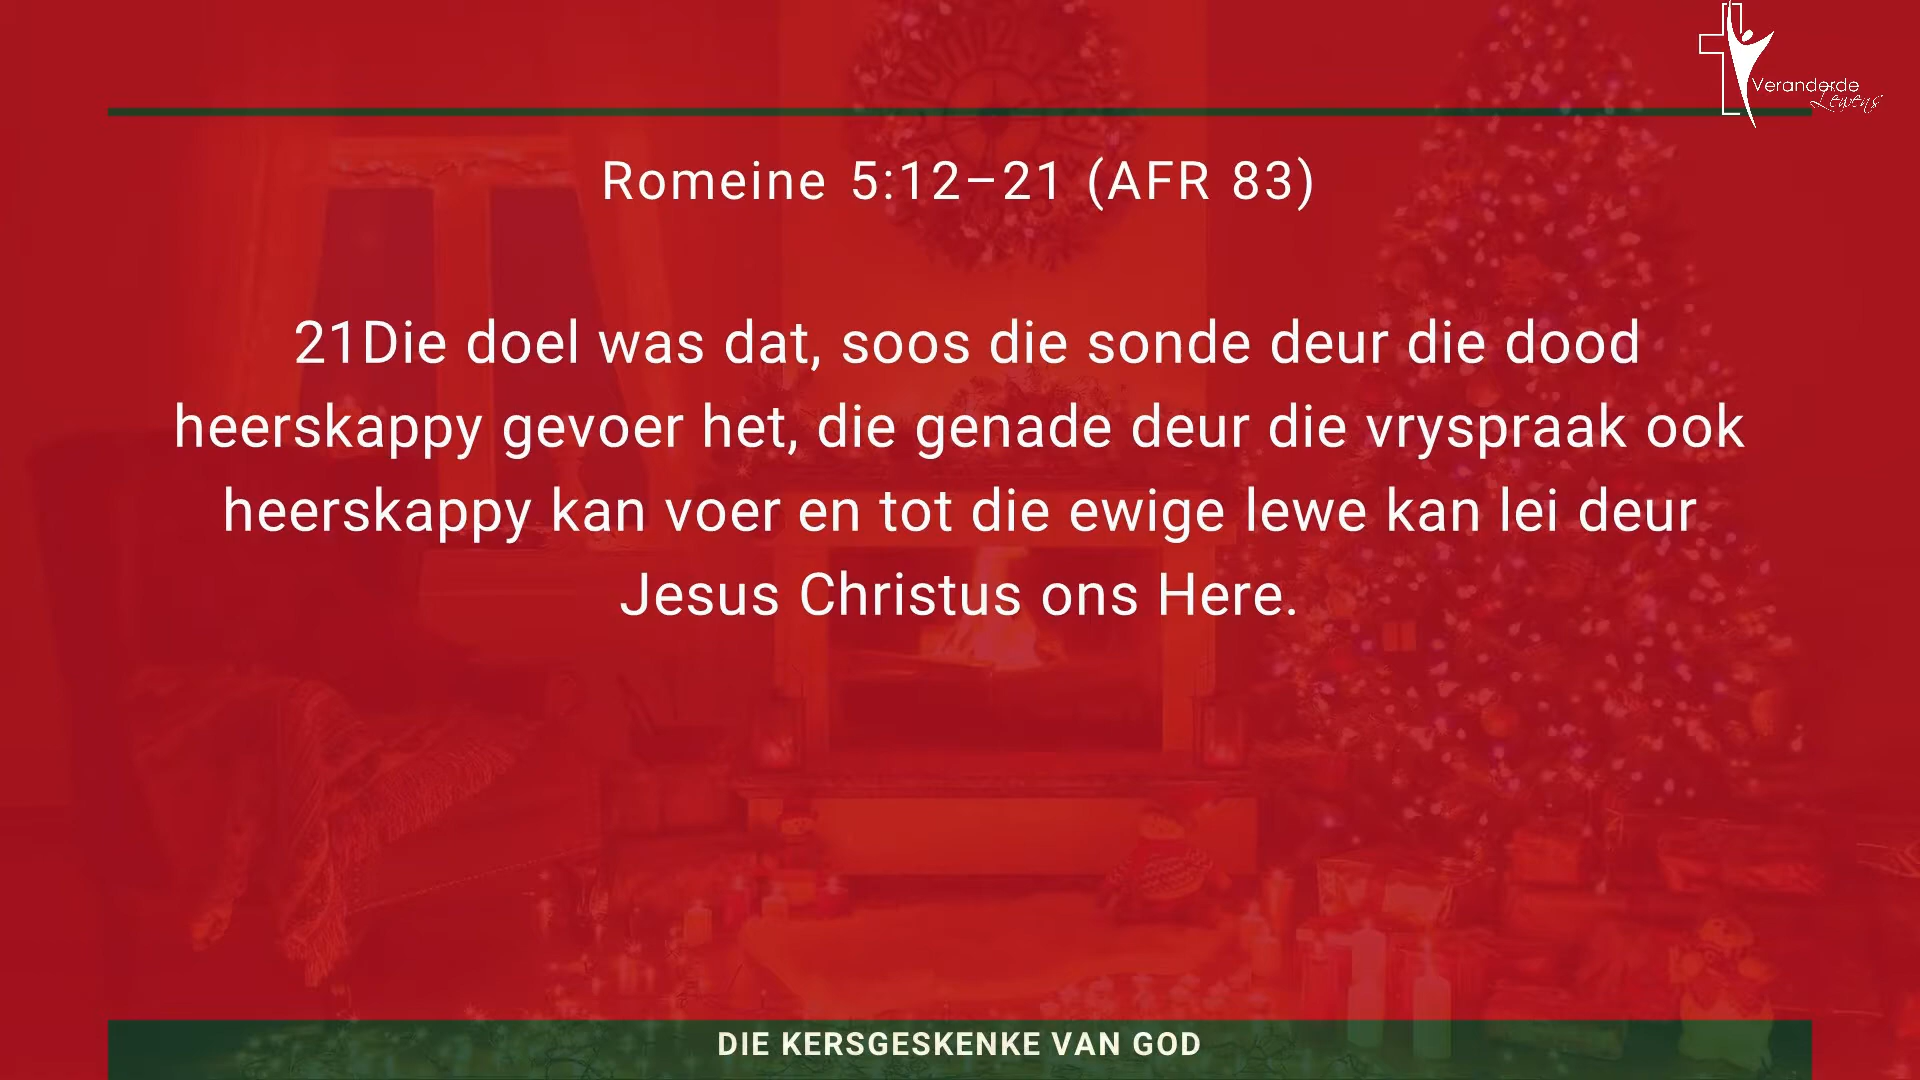 Veranderde
Lewens
Romeine 5:12–21 (AFR 83)
21Die doel was dat, soos die sonde deur die dood
heerskappy gevoer het, die genade deur die vryspraak ook
heerskappy kan voer en tot die ewige lewe kan lei deur
Jesus Christus ons Here.
DIE KERSGESKENKE VAN GOD